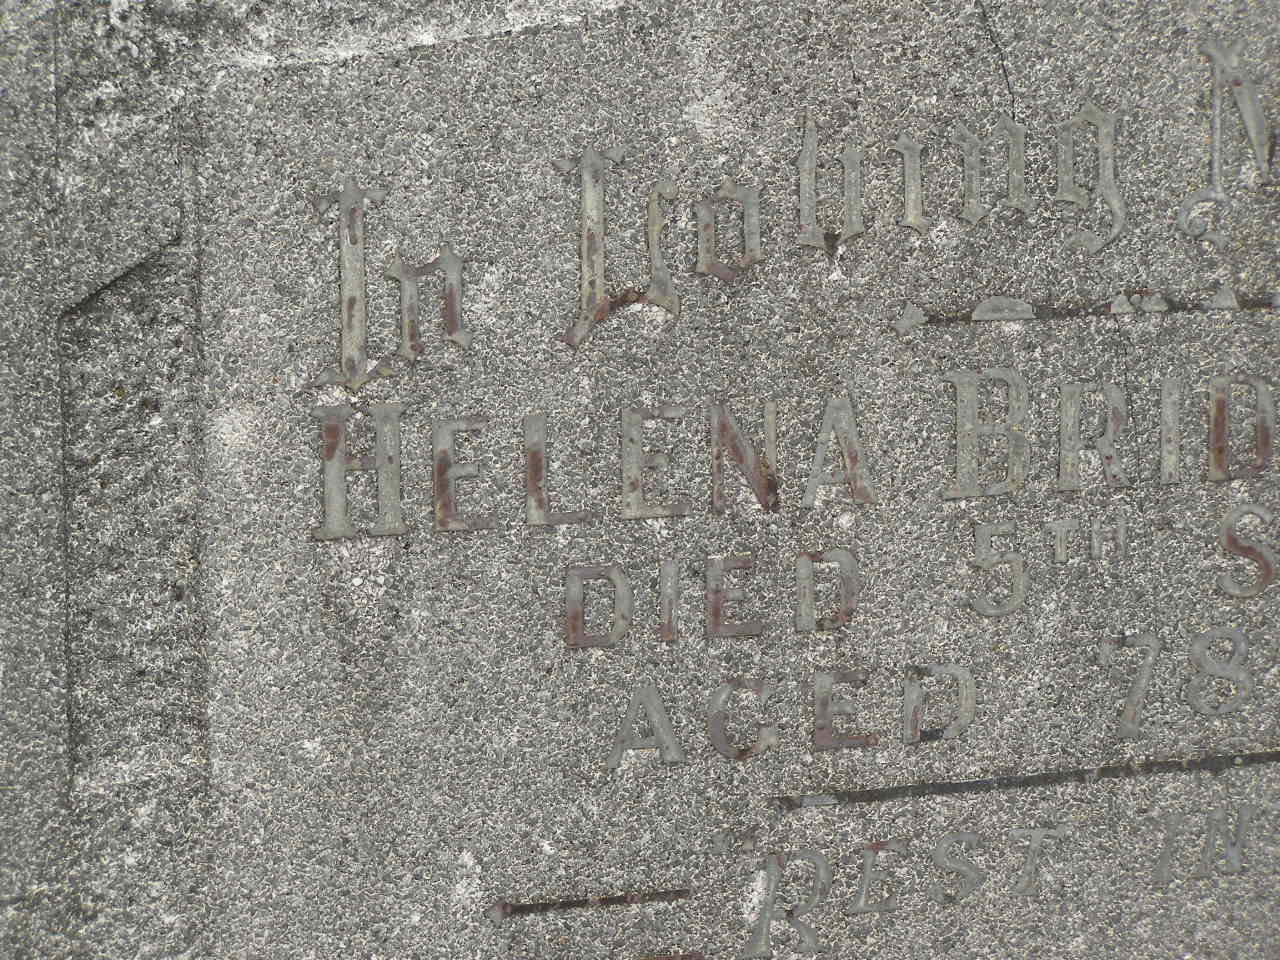 In Loving
HELENA BRID
DIED 5TH S
AGED 78
REST IN